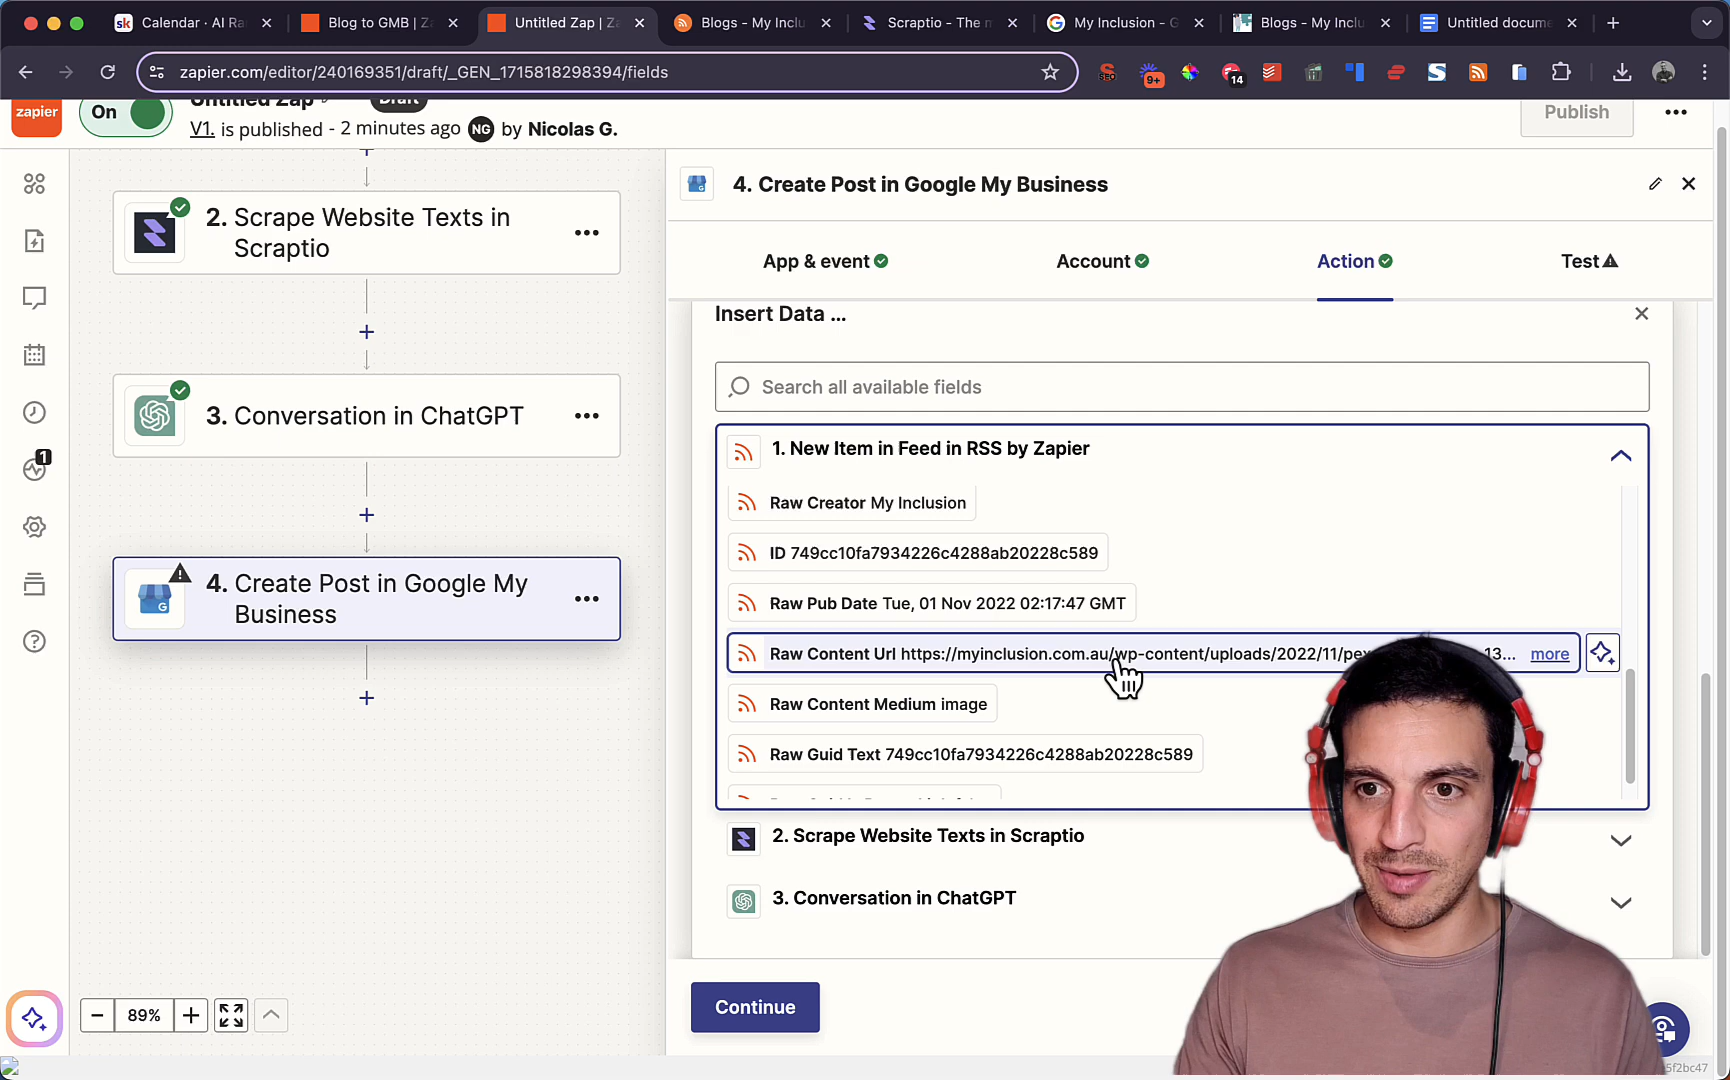 Calendar · AI Ra
Blog to GMB | Za
Untitled Zap | Za
Blogs - My Inclu
Scraptio - The m
My Inclusion - G
Blogs - My Inclu
Untitled docume
zapier.com/editor/240169351/draft/_GEN_1715818298394/fields
9+
14
zapier
On
Untitled Zap
Draft
V1. is published - 2 minutes ago NG by Nicolas G.
Publish
2. Scrape Website Texts in
Scraptio
3. Conversation in ChatGPT
4. Create Post in Google My
Business
1
89%
4. Create Post in Google My Business
App & event
Account
Action
Test
Insert Data ...
Search all available fields
1. New Item in Feed in RSS by Zapier
Raw Creator My Inclusion
ID 749cc10fa7934226c4288ab20228c589
Raw Pub Date Tue, 01 Nov 2022 02:17:47 GMT
Raw Content Url https://myinclusion.com.au/wp-content/uploads/2022/11/pex 13... more
Raw Content Medium image
Raw Guid Text 749cc10fa7934226c4288ab20228c589
2. Scrape Website Texts in Scraptio
3. Conversation in ChatGPT
Continue
5f2bc47